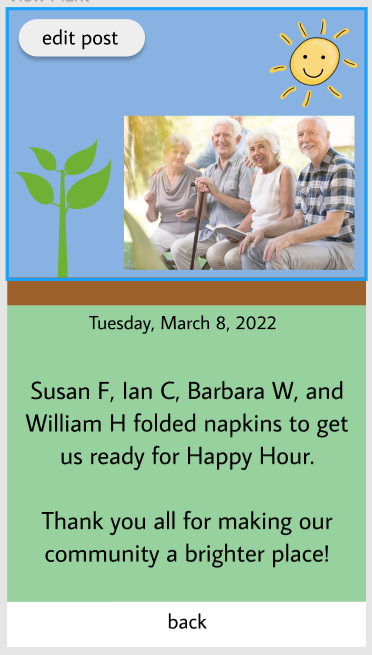 edit post
Tuesday, March 8, 2022
Susan F, Ian C, Barbara W, and
William H folded napkins to get
us ready for Happy Hour.
Thank you all for making our
community a brighter place!
back